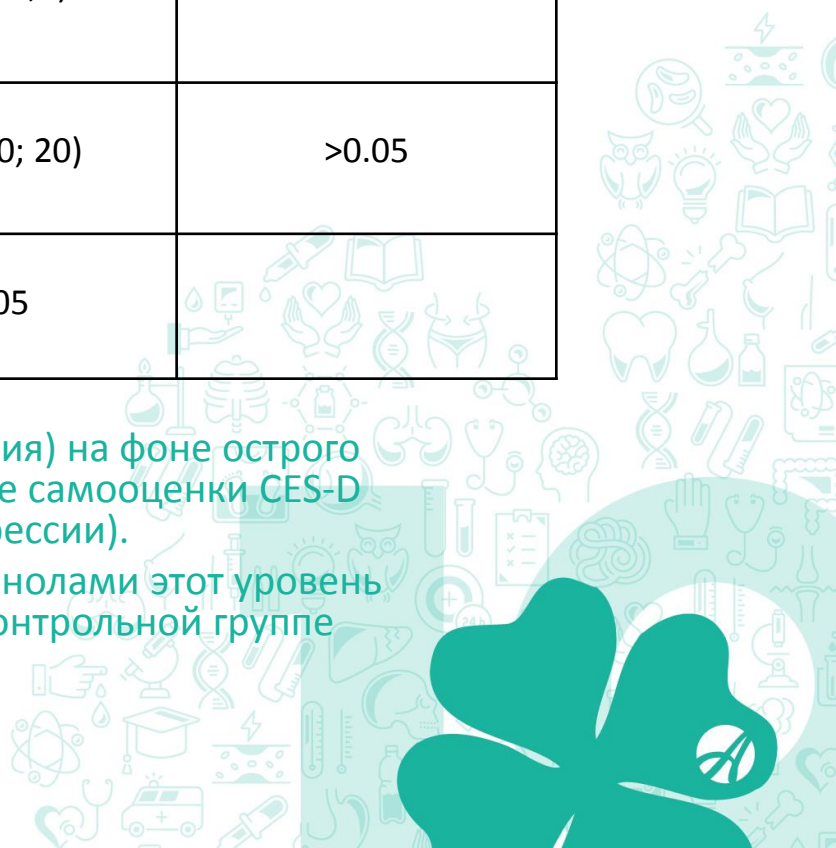 0; 20) >0.05
05
ия) на фоне острого
е самооценки CES-D
рессии).
нолами этот уровень
онтрольной группе